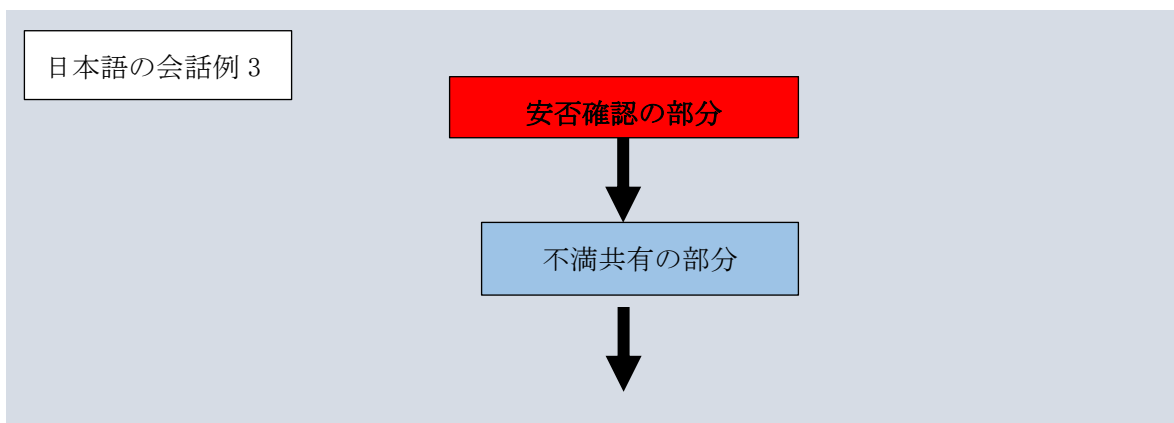 日本語の会話例 3
安否確認の部分
不満共有の部分